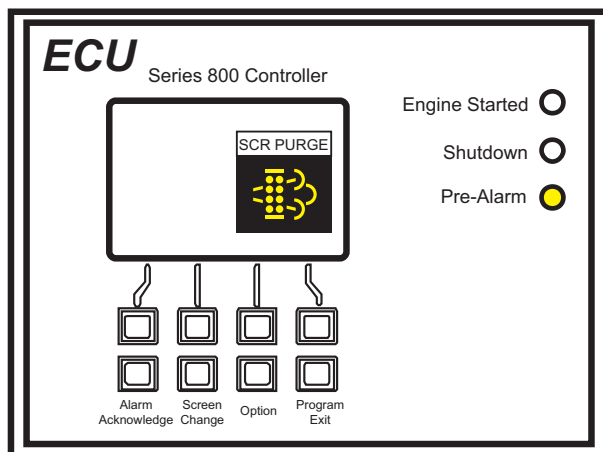 ECU
Series 800 Controller
Engine Started
Shutdown
Pre-Alarm
SCR PURGE
Alarm
Acknowledge
Screen
Change
Option
Program
Exit